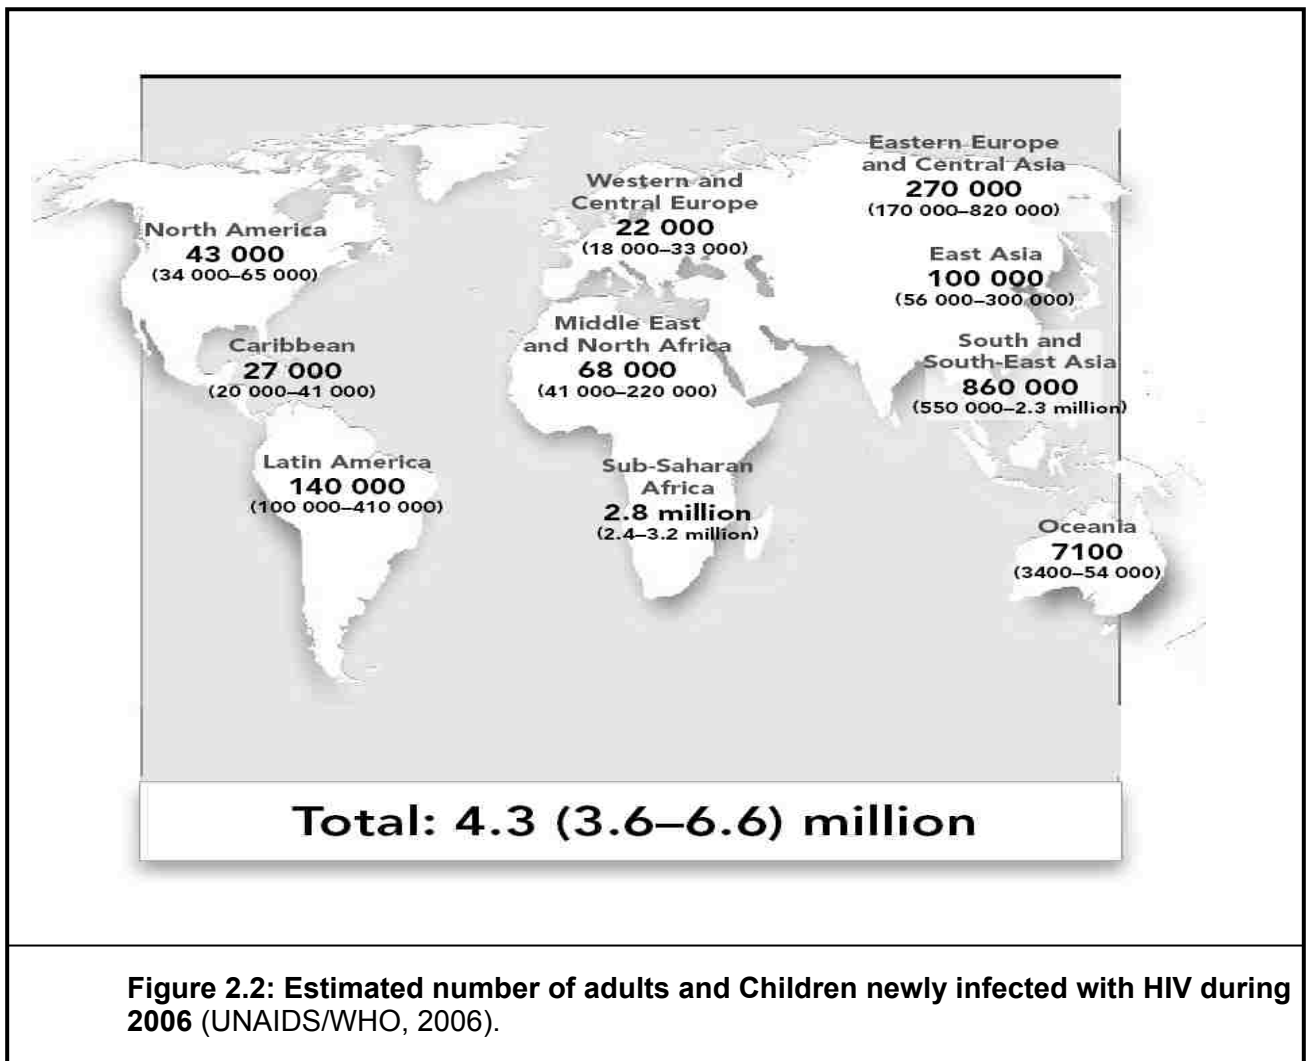 Eastern Europe
and Central Asia
270 000
(170 000–820 000)
Western and
Central Europe
22 000
(18 000–33 000)
North America
43 000
(34 000–65 000)
East Asia
100 000
(56 000–300 000)
Middle East
and North Africa
68 000
(41 000–220 000)
Caribbean
27 000
(20 000–41 000)
South and
South-East Asia
860 000
(550 000–2.3 million)
Latin America
140 000
(100 000–410 000)
Sub-Saharan
Africa
2.8 million
(2.4–3.2 million)
Oceania
7100
(3400–54 000)
Total: 4.3 (3.6–6.6) million
Figure 2.2: Estimated number of adults and Children newly infected with HIV during
2006 (UNAIDS/WHO, 2006).